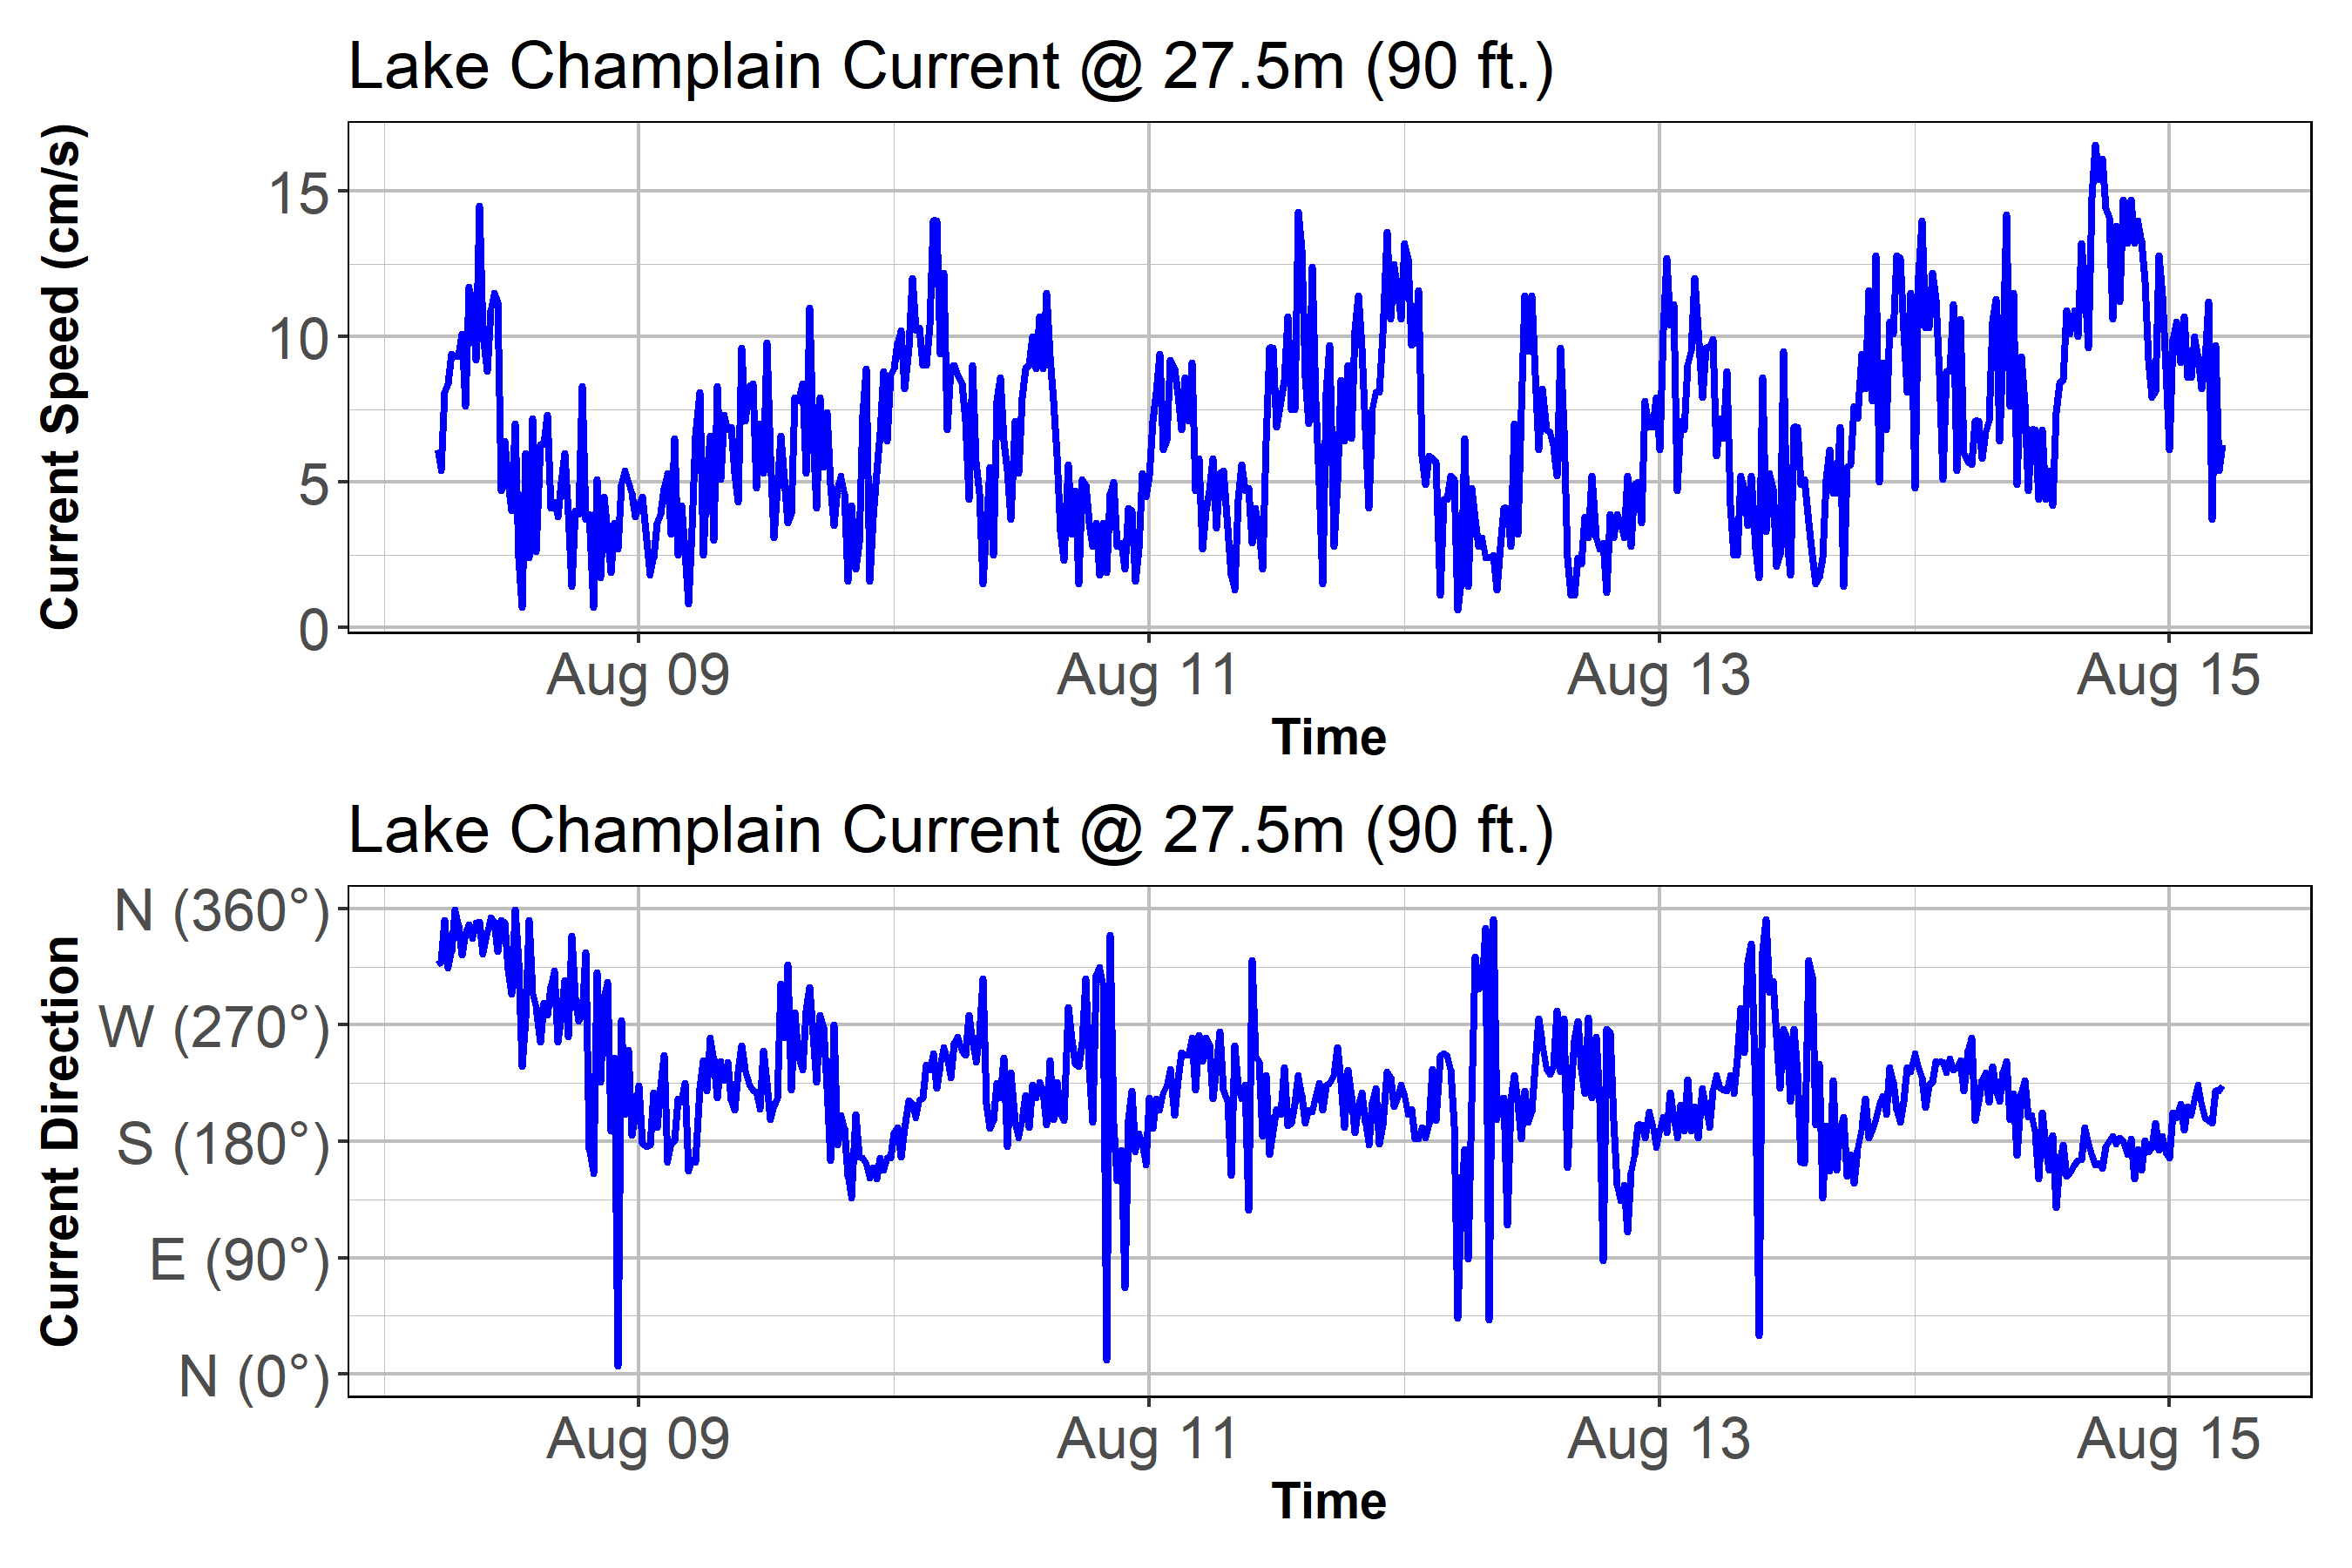 Lake Champlain Current @ 27.5m (90 ft.)
Current Speed (cm/s)
15
10
5
0
Aug 09 Aug 11 Aug 13 Aug 15
Time
Lake Champlain Current @ 27.5m (90 ft.)
Current Direction
N (360°)
W (270°)
S (180°)
E (90°)
N (0°)
Aug 09 Aug 11 Aug 13 Aug 15
Time